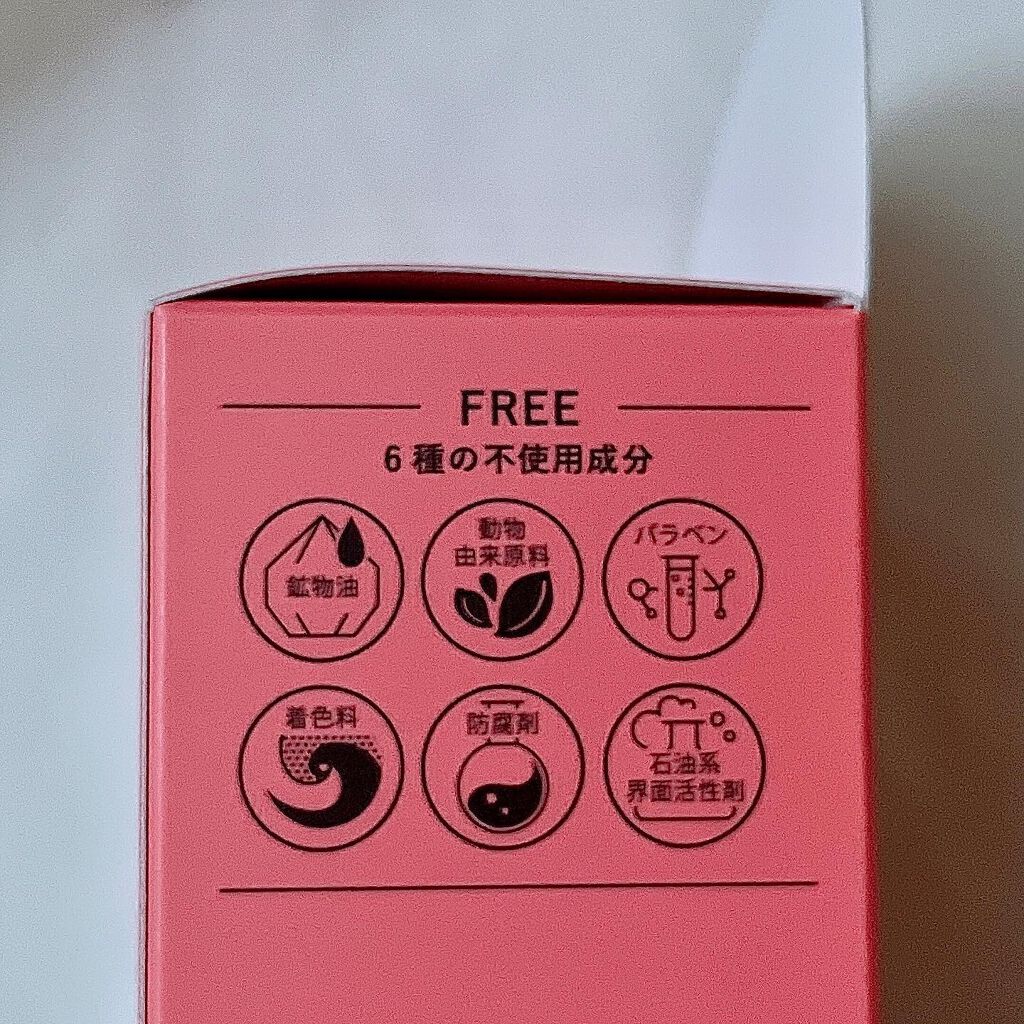 FREE
6種の不使用成分
鉱物油
動物
由来原料
パラベン
着色料
防腐剤
石油系
界面活性剤